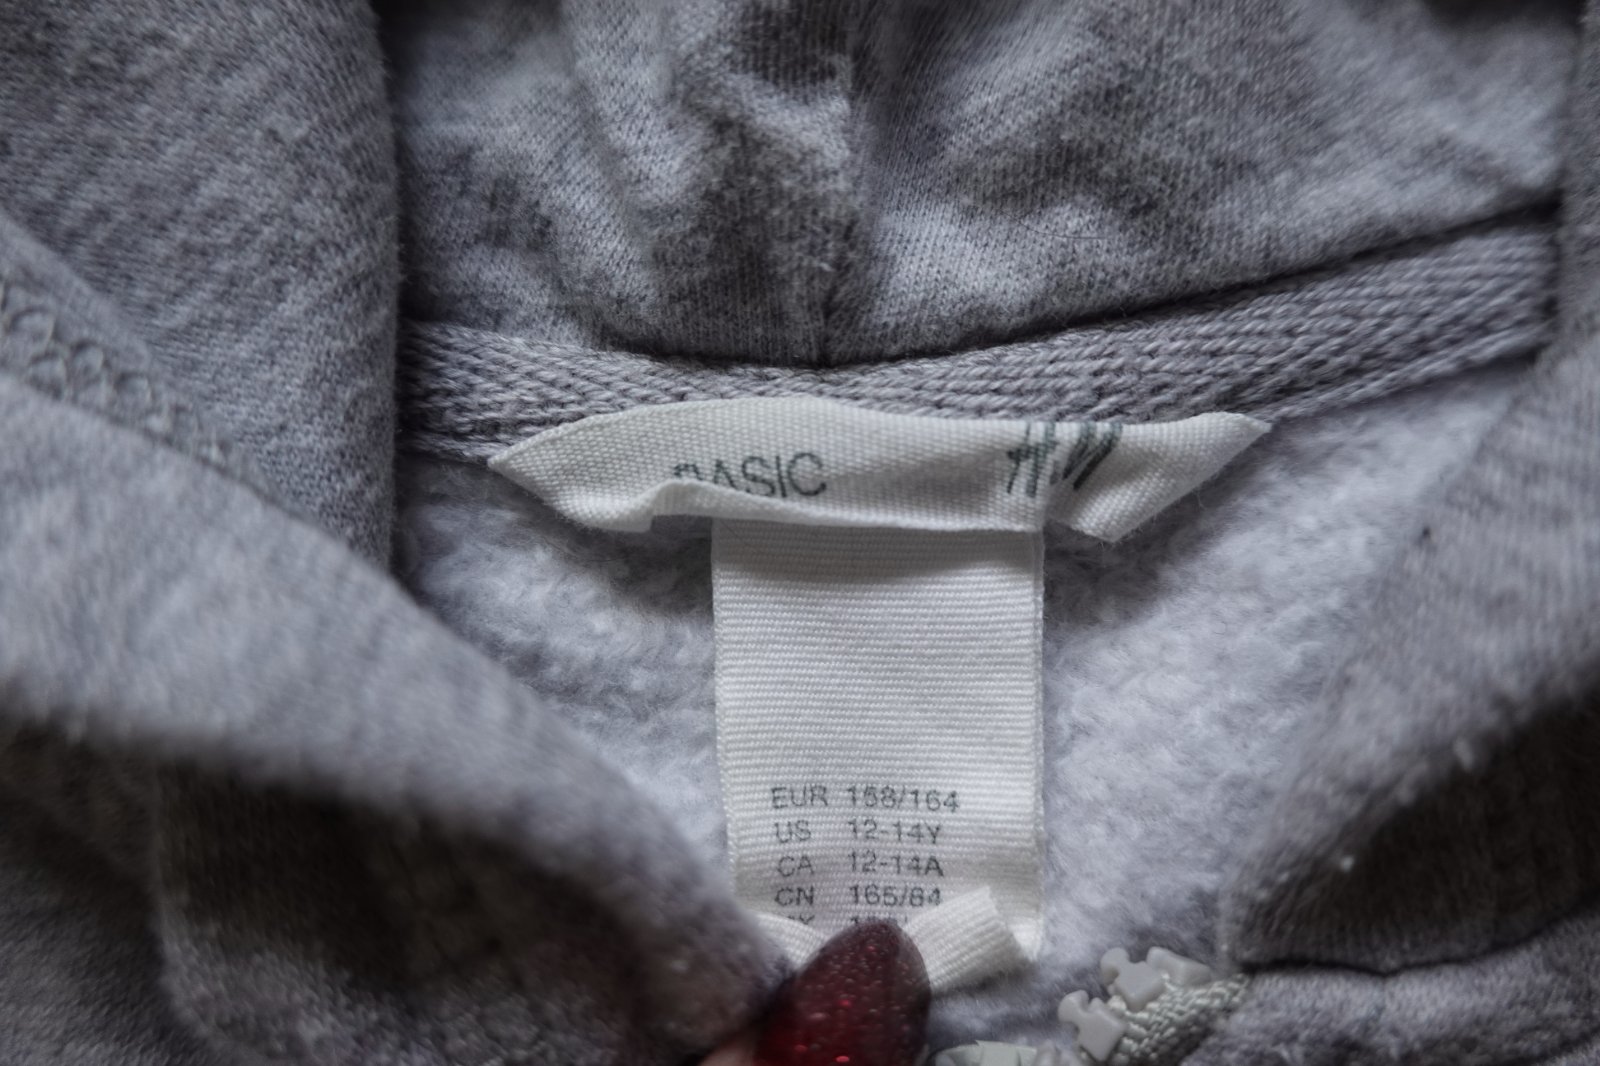 BASIC H&M
EUR 158/164
US 12-14Y
CA 12-14A
CN 165/84